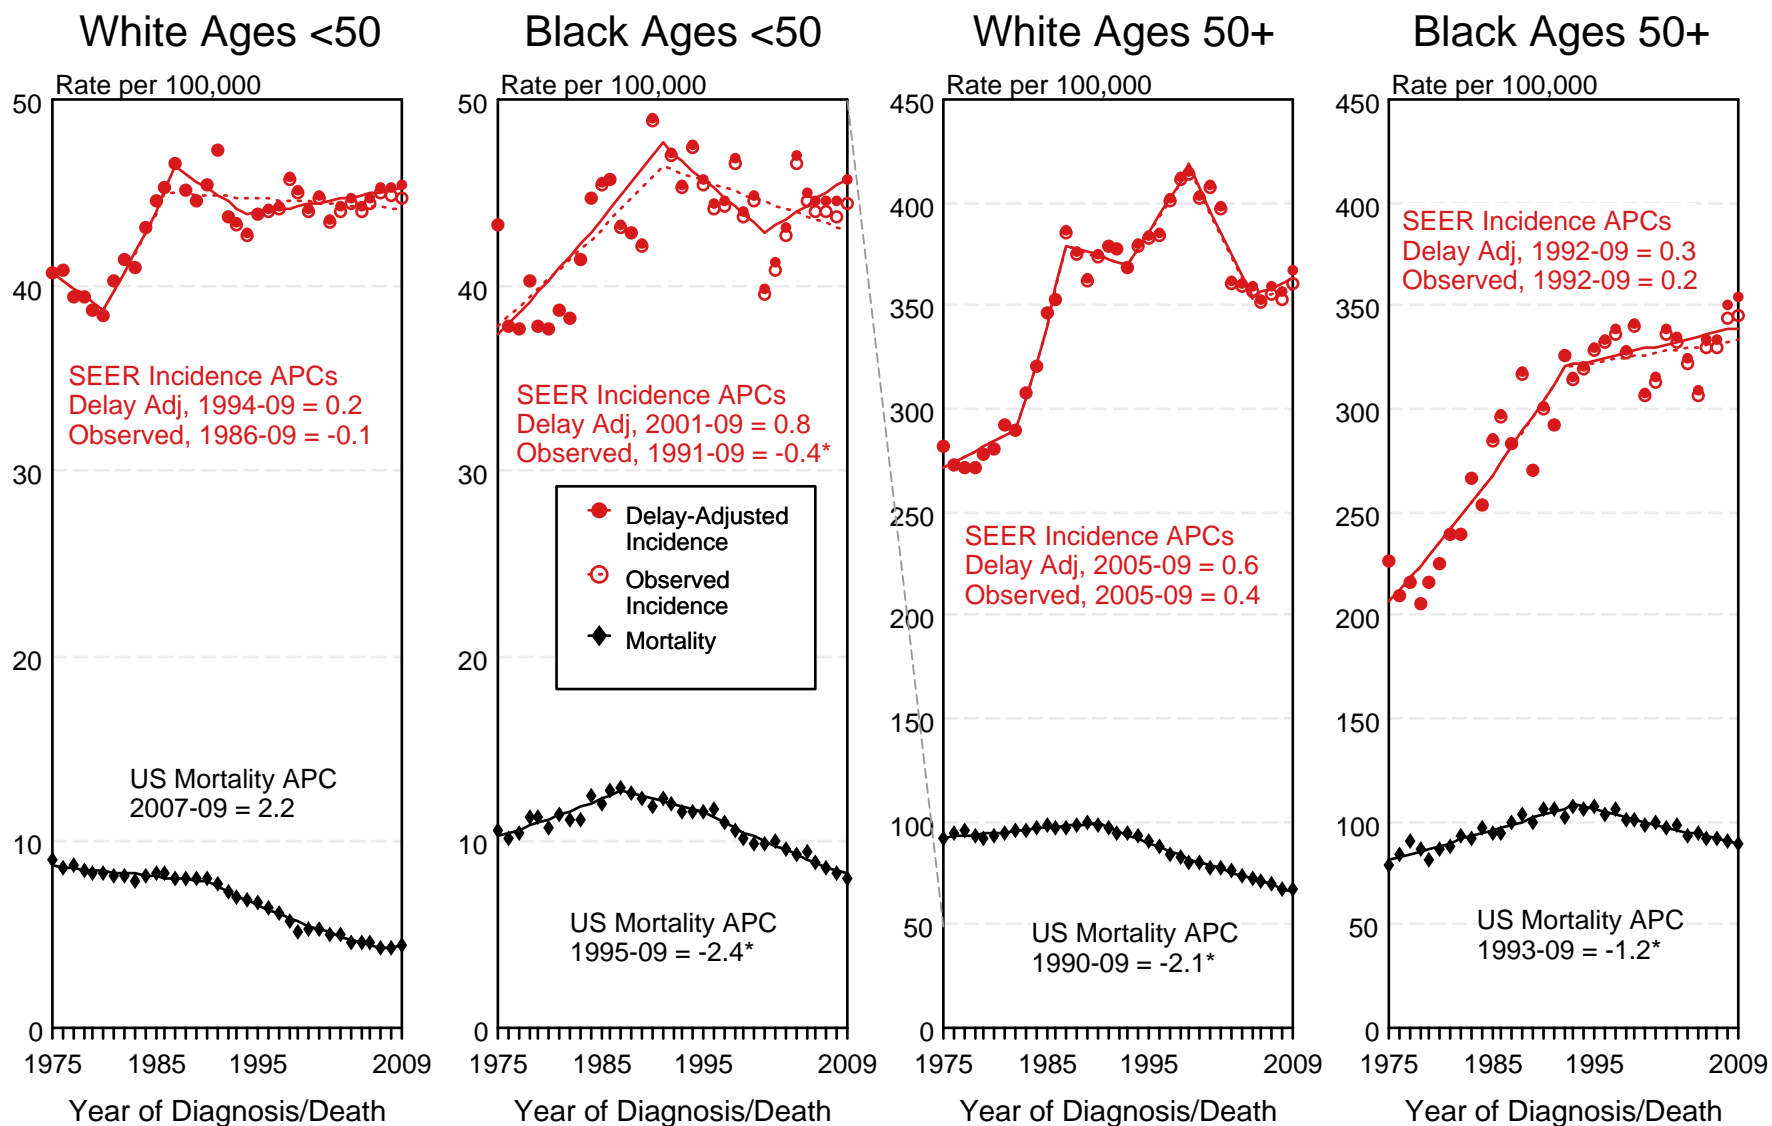 White Ages <50
Rate per 100,000
50
40
30
20
10
0
SEER Incidence APCs
Delay Adj, 1994-09 = 0.2
Observed, 1986-09 = -0.1
US Mortality APC
2007-09 = 2.2
1975
1985
1995
2009
Year of Diagnosis/Death
Black Ages <50
Rate per 100,000
50
40
30
20
10
0
SEER Incidence APCs
Delay Adj, 2001-09 = 0.8
Observed, 1991-09 = -0.4*
Delay-Adjusted
Incidence
Observed
Incidence
Mortality
US Mortality APC
1995-09 = -2.4*
1975
1985
1995
2009
Year of Diagnosis/Death
White Ages 50+
Rate per 100,000
450
400
350
300
250
200
150
100
50
0
SEER Incidence APCs
Delay Adj, 2005-09 = 0.6
Observed, 2005-09 = 0.4
US Mortality APC
1990-09 = -2.1*
1975
1985
1995
2009
Year of Diagnosis/Death
Black Ages 50+
Rate per 100,000
450
400
350
300
250
200
150
100
50
0
SEER Incidence APCs
Delay Adj, 1992-09 = 0.3
Observed, 1992-09 = 0.2
US Mortality APC
1993-09 = -1.2*
1975
1985
1995
2009
Year of Diagnosis/Death